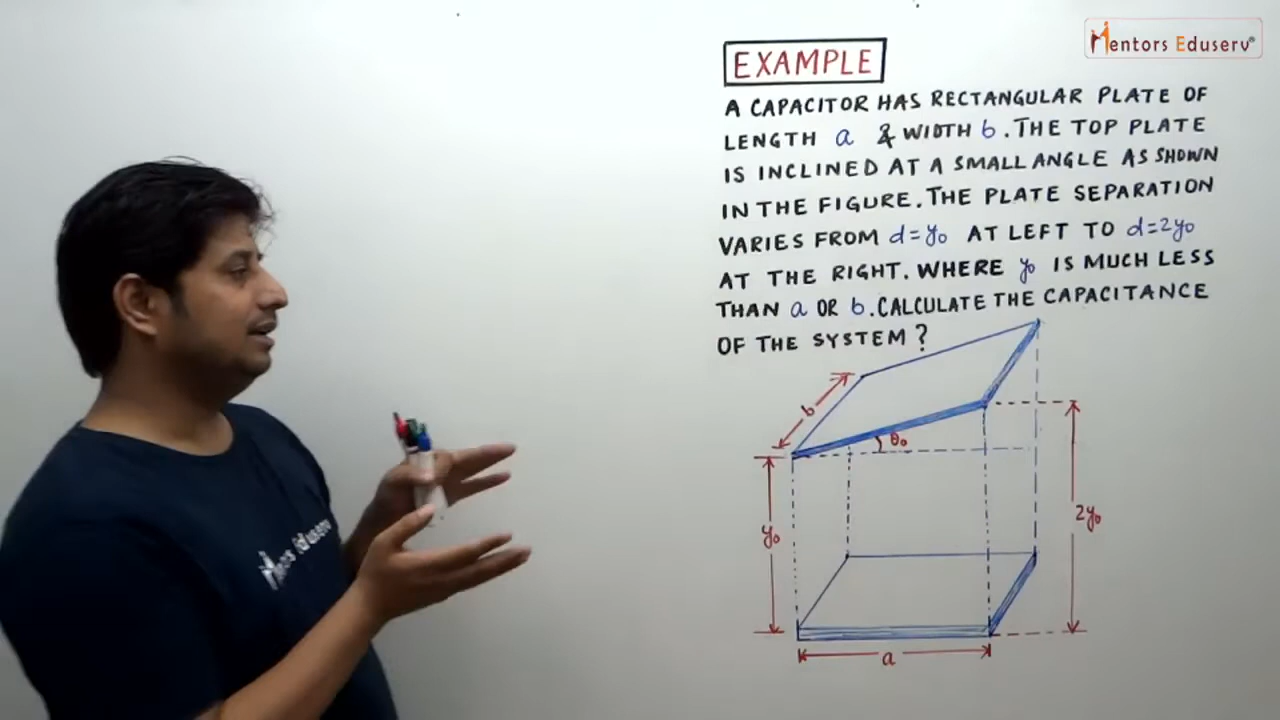 Mentors Eduserv®
EXAMPLE
A CAPACITOR HAS RECTANGULAR PLATE OF
LENGTH a & WIDTH b. THE TOP PLATE
IS INCLINED AT A SMALL ANGLE AS SHOWN
IN THE FIGURE. THE PLATE SEPARATION
VARIES FROM d=y₀ AT LEFT TO d=2y₀
AT THE RIGHT. WHERE y₀ IS MUCH LESS
THAN a OR b. CALCULATE THE CAPACITANCE
OF THE SYSTEM?
b
θ₀
y₀
2y₀
a
Mentors Eduserv